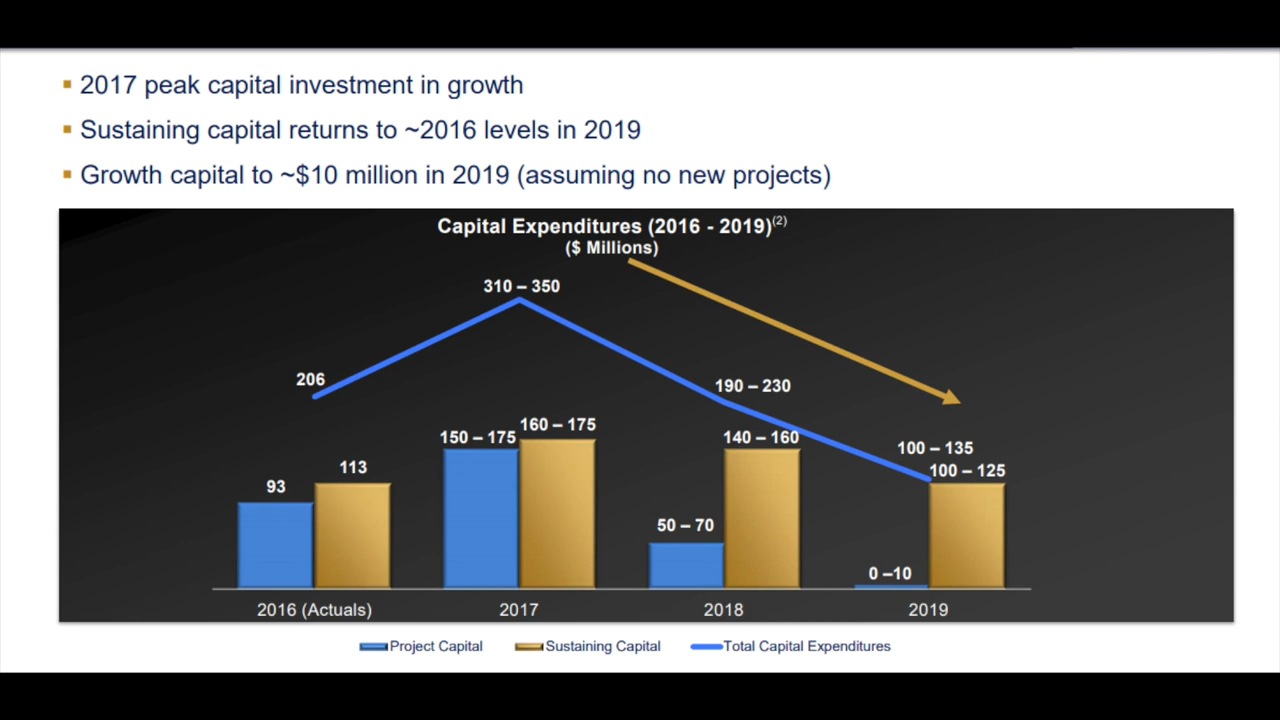 2017 peak capital investment in growth
Sustaining capital returns to ~2016 levels in 2019
Growth capital to ~$10 million in 2019 (assuming no new projects)
Capital Expenditures (2016 - 2019)(2)
($ Millions)
310 – 350
206
190 – 230
150 – 175
160 – 175
140 – 160
100 – 135
100 – 125
93
113
50 – 70
0 –10
2016 (Actuals)
2017
2018
2019
Project Capital
Sustaining Capital
Total Capital Expenditures